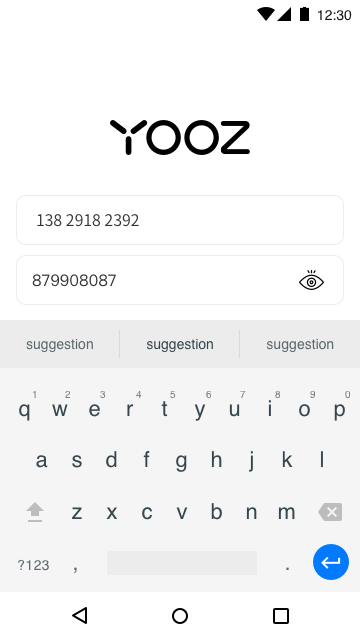 12:30
YOOZ
138 2918 2392
879908087
suggestion suggestion suggestion
1 2 3 4 5 6 7 8 9 0
q w e r t y u i o p
a s d f g h j k l
z x c v b n m
?123 , .